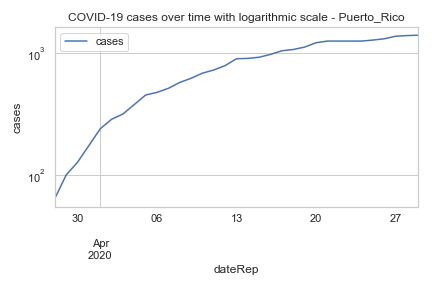 COVID-19 cases over time with logarithmic scale - Puerto_Rico
cases
10³
10²
cases
30
06
13
20
27
Apr
2020
dateRep